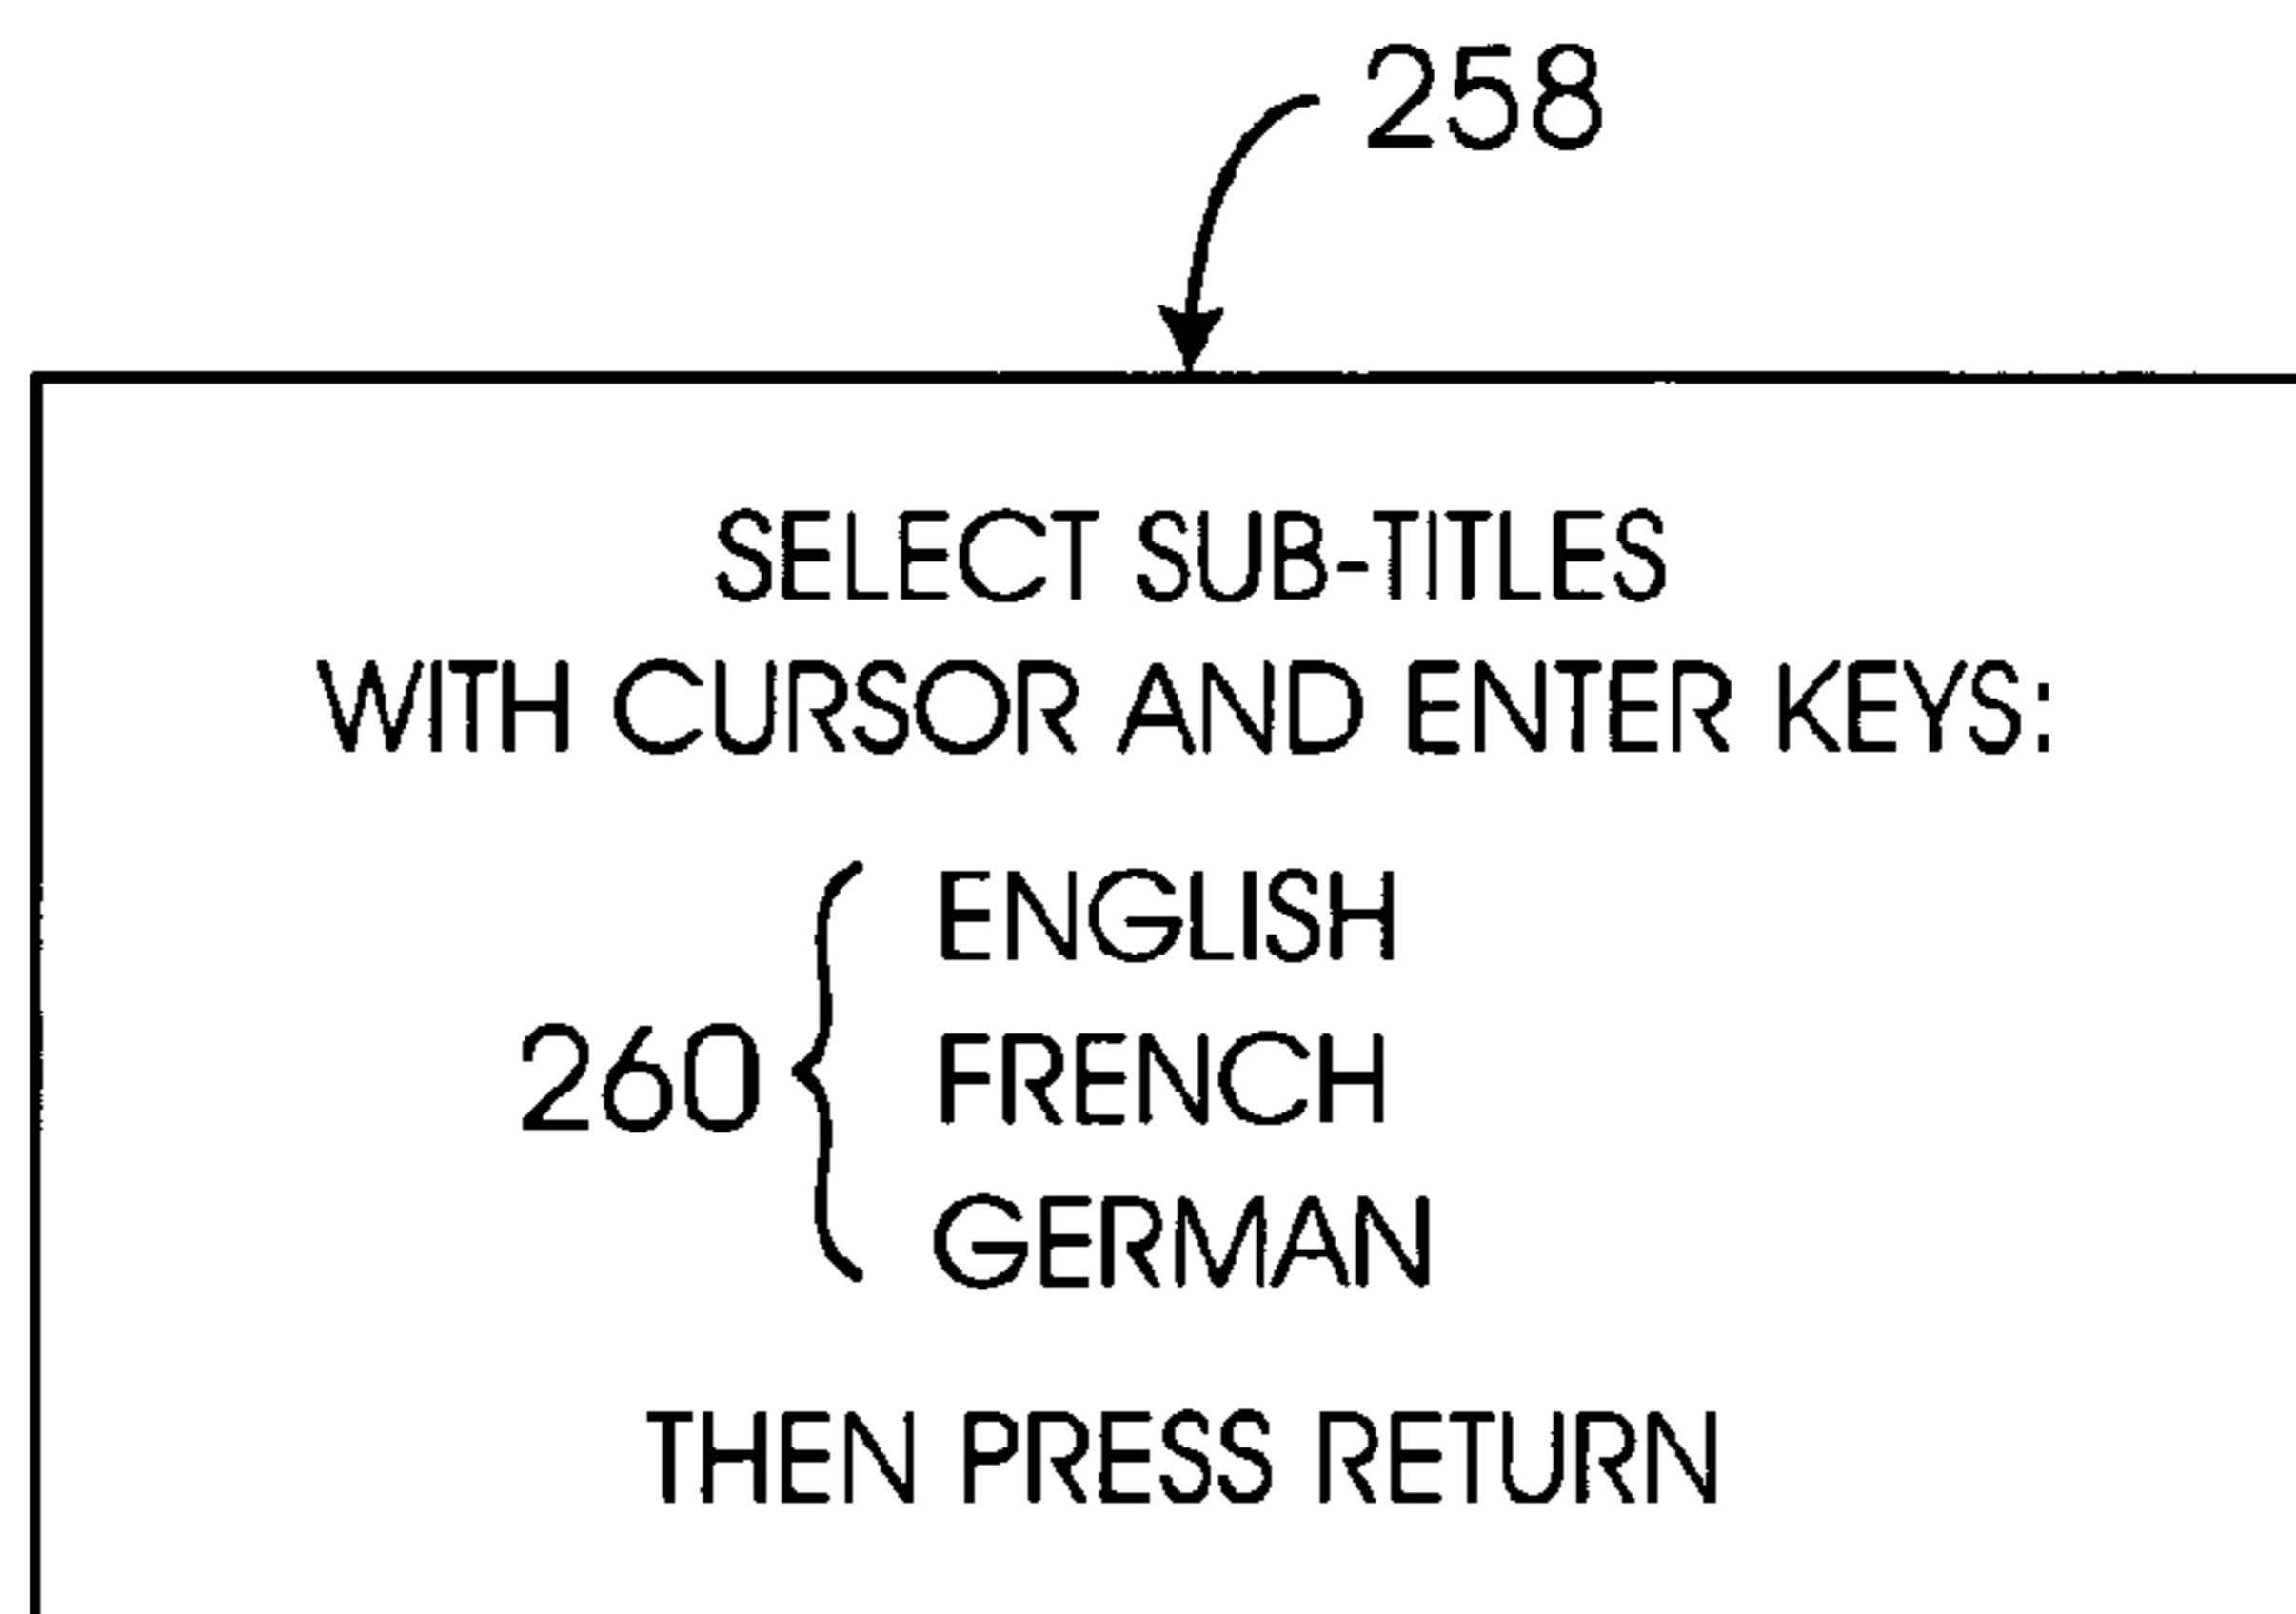 258
SELECT SUB-TITLES
WITH CURSOR AND ENTER KEYS:
ENGLISH
260
FRENCH
GERMAN
THEN PRESS RETURN